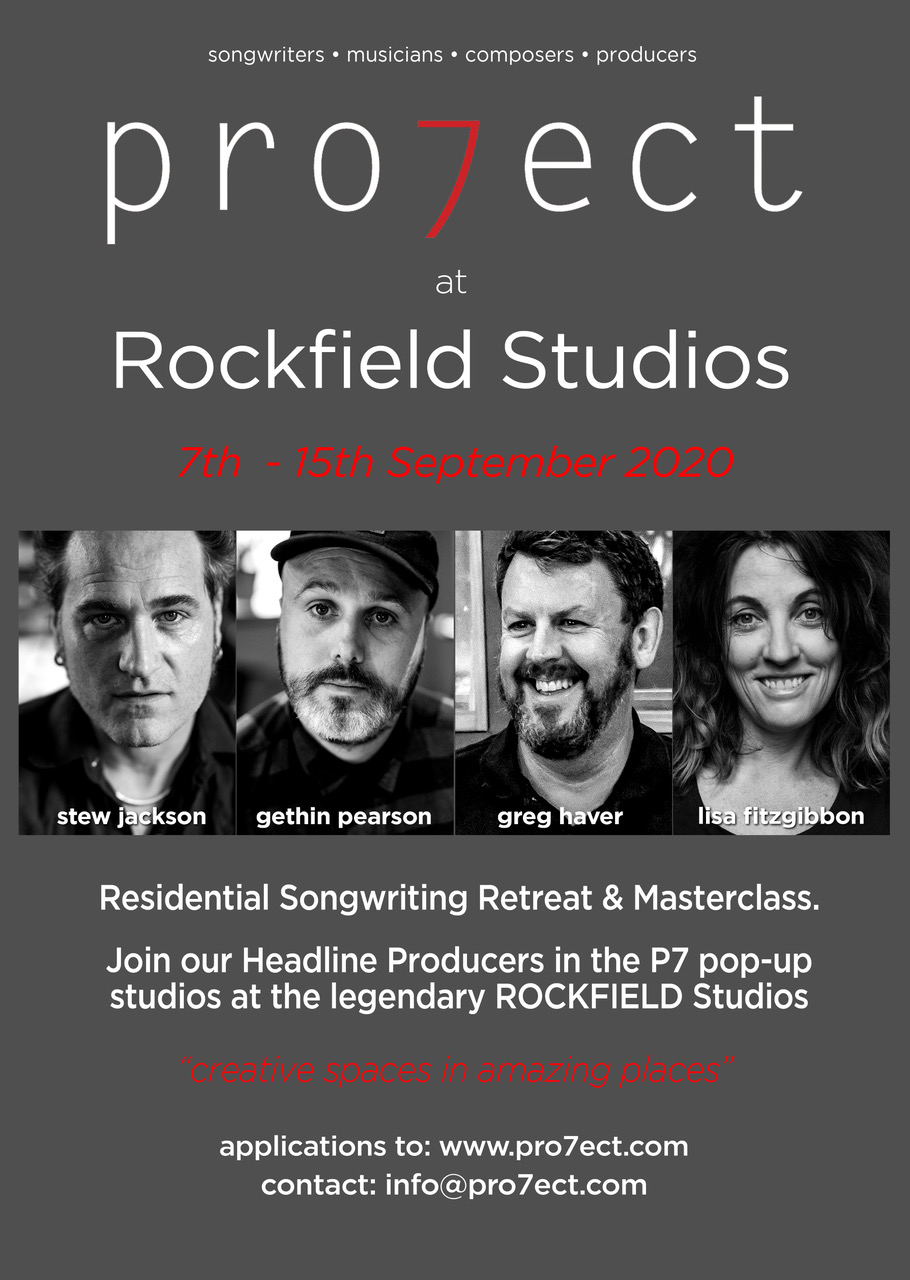 songwriters • musicians • composers • producers
pro7ect
at
Rockfield Studios
7th - 15th September 2020
stew jackson
gethin pearson
greg haver
lisa fitzgibbon
Residential Songwriting Retreat & Masterclass.
Join our Headline Producers in the P7 pop-up
studios at the legendary ROCKFIELD Studios
“creative spaces in amazing places”
applications to: www.pro7ect.com
contact: info@pro7ect.com